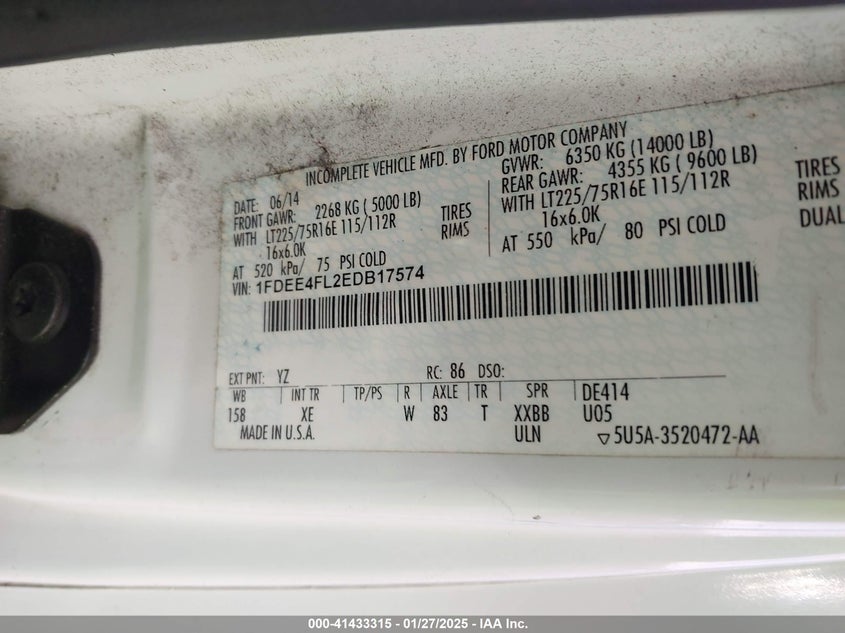 INCOMPLETE VEHICLE MFD. BY FORD MOTOR COMPANY
DATE: 06/14
FRONT GAWR: 2268 KG ( 5000 LB)
WITH LT225/75R16E 115/112R TIRES
16x6.0K RIMS
AT 520 kPa/ 75 PSI COLD
GVWR: 6350 KG (14000 LB)
REAR GAWR: 4355 KG ( 9600 LB)
WITH LT225/75R16E 115/112R TIRES
16x6.0K RIMS
AT 550 kPa/ 80 PSI COLD DUAL
VIN: 1FDEE4FL2EDB17574
EXT PNT: YZ RC: 86 DSO:
WB INT TR TP/PS R AXLE TR SPR DE414
158 XE W 83 T XXBB U05
MADE IN U.S.A. ULN ▽5U5A-3520472-AA
000-41433315 / 01/27/2025 - IAA Inc.